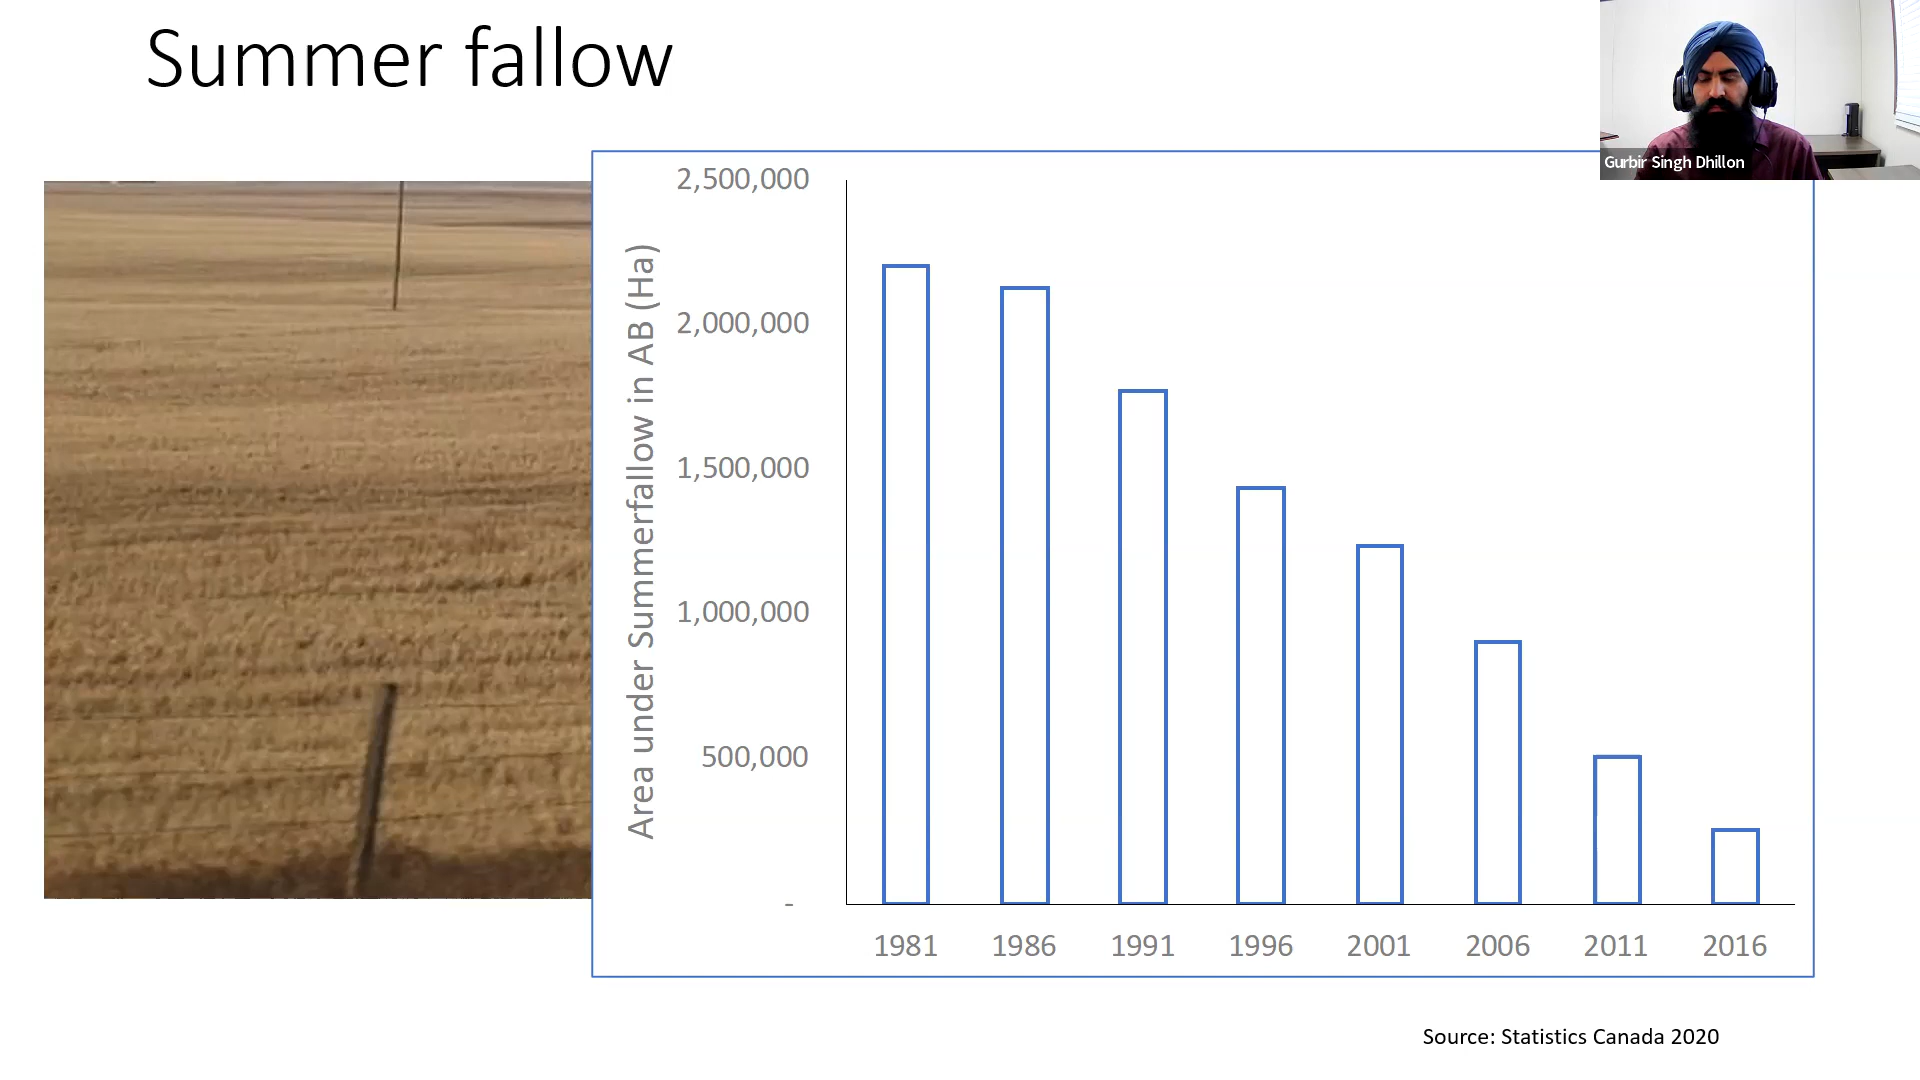 Summer fallow
Gurbir Singh Dhillon
Area under Summerfallow in AB (Ha)
2,500,000
2,000,000
1,500,000
1,000,000
500,000
-
1981 1986 1991 1996 2001 2006 2011 2016
Source: Statistics Canada 2020